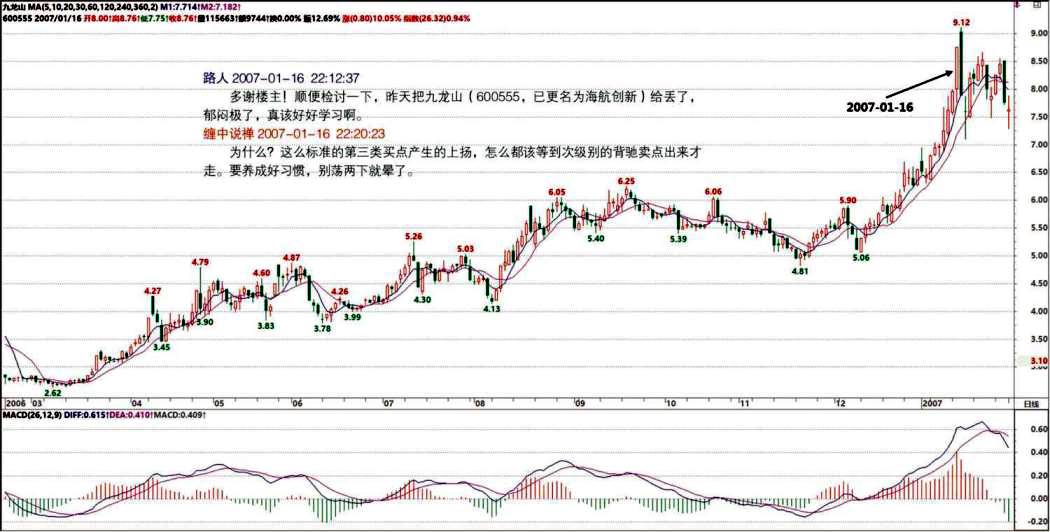 九龙山 MA(5,10,20,30,60,120,240,360,2) M1:7.714↑M2:7.182↑
600555 2007/01/16 开8.00↑高8.76↑低7.75↑收8.76↑量115663↑额9744↑换0.00% 振12.69% 涨(0.80)10.05% 指数(26.32)0.94%
9.12
9.00
路人 2007-01-16 22:12:37
8.50
多谢楼主！顺便检讨一下，昨天把九龙山（600555，已更名为海航创新）给丢了，
8.00
郁闷极了，真该好好学习啊。
2007-01-16
缠中说禅 2007-01-16 22:20:23
7.50
为什么？这么标准的第三类买点产生的上扬，怎么都该等到次级别的背驰卖点出来才
7.00
走。要养成好习惯，别荡两下就晕了。
6.50
6.05 6.25 6.06 5.90
6.00
5.40 5.39 5.06
5.50
4.79 4.60 4.87 5.26 5.03
5.00
4.81
4.27 4.26 4.30 4.13
4.50
3.90 3.83 3.78 3.99
4.00
3.45
3.50
3.10
3.00
2.62
2006 03 04 05 06 07 08 09 10 11 12 2007 日线
MACD(26,12,9) DIFF:0.615↑DEA:0.410↑MACD:0.409↑
0.60
0.40
0.20
0.00
-0.20